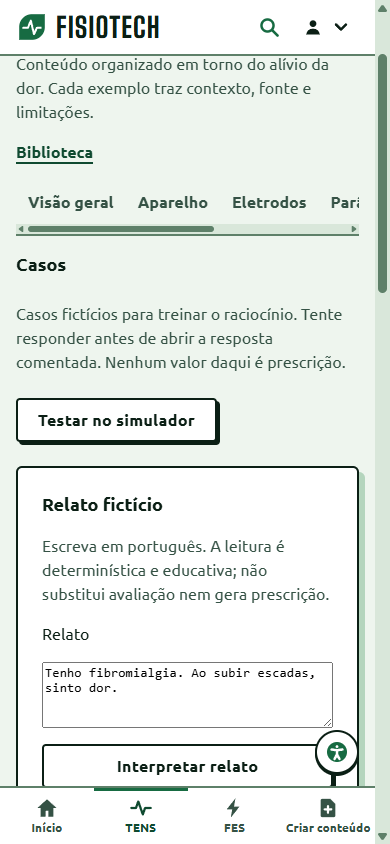 FISIOTECH
Conteúdo organizado em torno do alívio da
dor. Cada exemplo traz contexto, fonte e
limitações.
Biblioteca
Visão geral Aparelho Eletrodos
Casos
Casos fictícios para treinar o raciocínio. Tente
responder antes de abrir a resposta
comentada. Nenhum valor daqui é prescrição.
Testar no simulador
Relato fictício
Escreva em português. A leitura é
determinística e educativa; não
substitui avaliação nem gera prescrição.
Relato
Tenho fibromialgia. Ao subir escadas,
sinto dor.
Interpretar relato
Início TENS FES Criar conteúdo